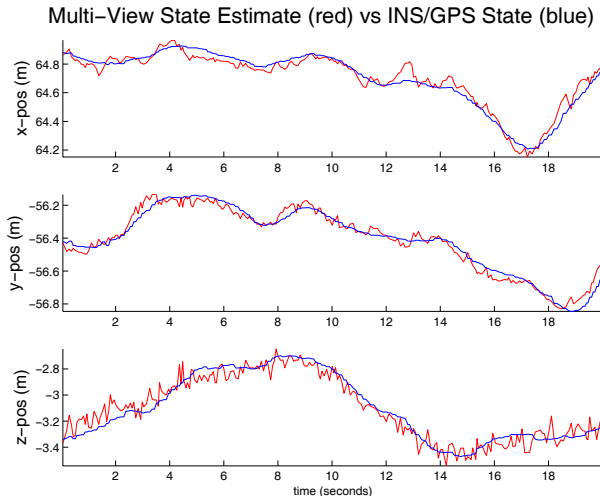 Multi−View State Estimate (red) vs INS/GPS State (blue)
x−pos (m)
64.8
64.6
64.4
64.2
2 4 6 8 10 12 14 16 18
y−pos (m)
−56.2
−56.4
−56.6
−56.8
2 4 6 8 10 12 14 16 18
z−pos (m)
−2.8
−3
−3.2
−3.4
2 4 6 8 10 12 14 16 18
time (seconds)